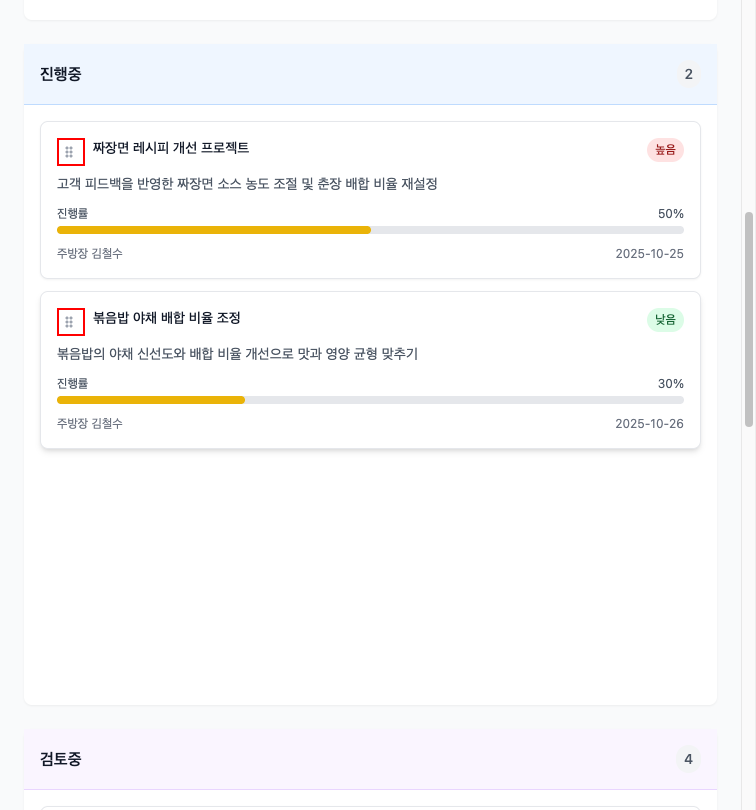 진행중
2
짜장면 레시피 개선 프로젝트
높음
고객 피드백을 반영한 짜장면 소스 농도 조절 및 춘장 배합 비율 재설정
진행률
50%
주방장 김철수
2025-10-25
볶음밥 야채 배합 비율 조정
낮음
볶음밥의 야채 신선도와 배합 비율 개선으로 맛과 영양 균형 맞추기
진행률
30%
주방장 김철수
2025-10-26
검토중
4